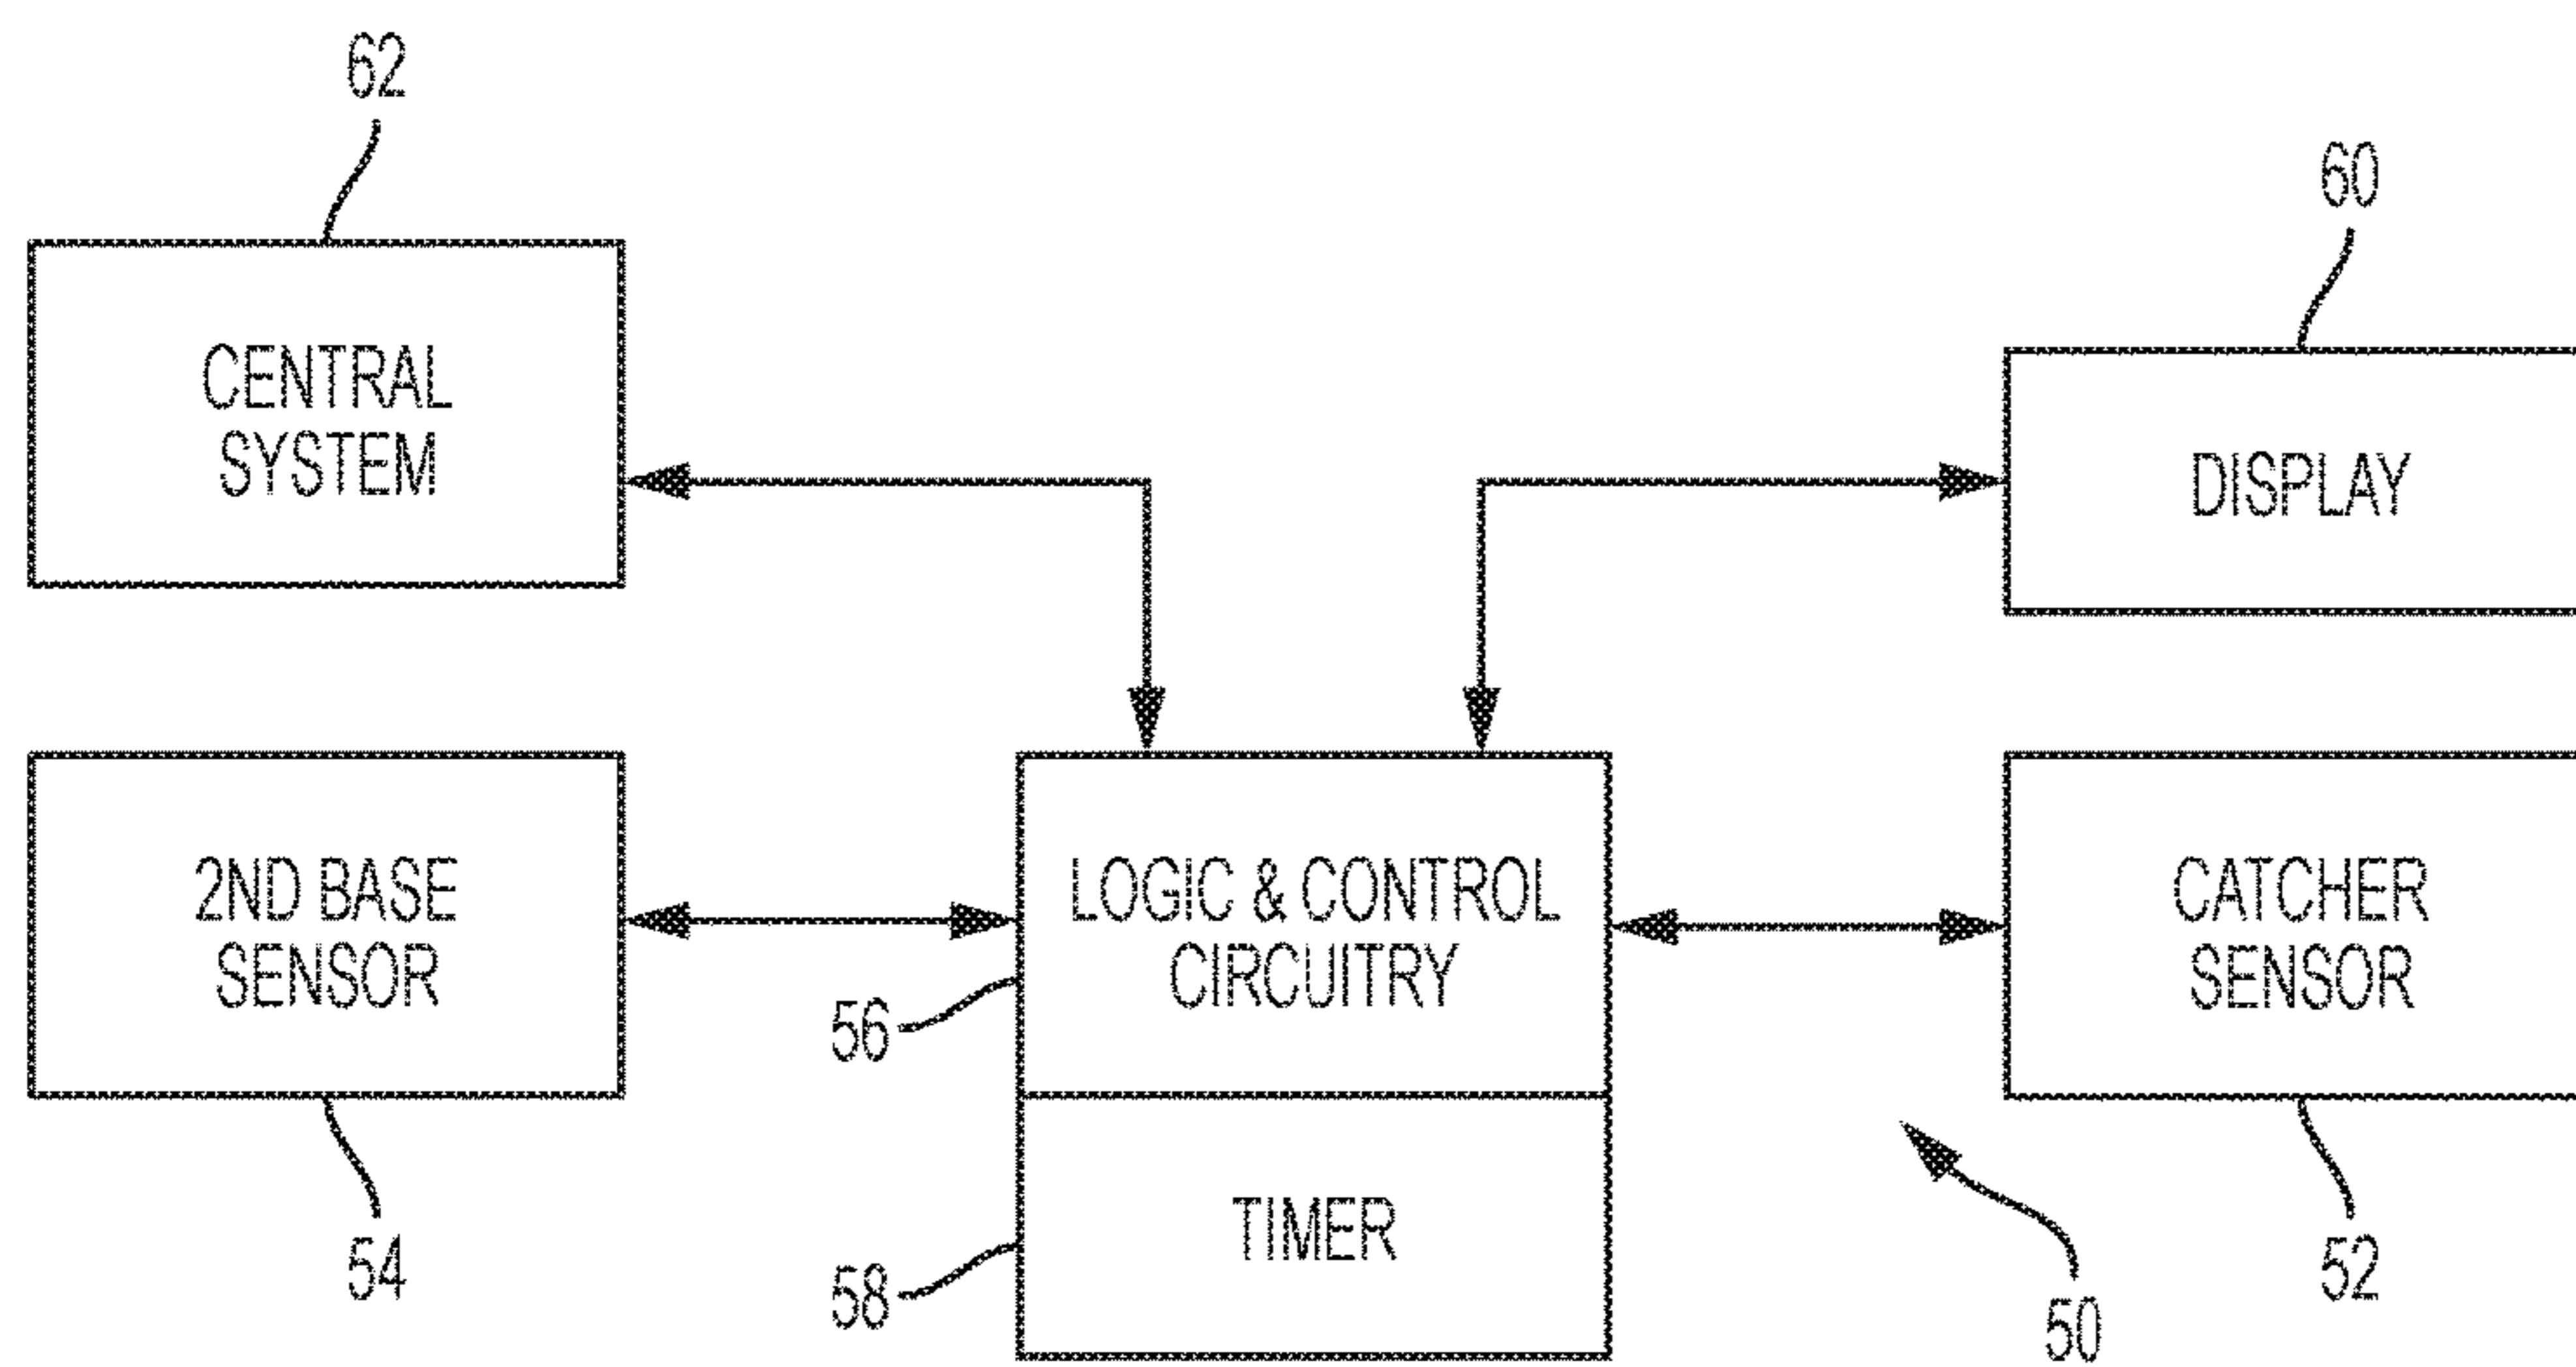 62
60
CENTRAL
SYSTEM
DISPLAY
2ND BASE
SENSOR
LOGIC & CONTROL
CIRCUITRY
CATCHER
SENSOR
56
TIMER
54
58
52
50